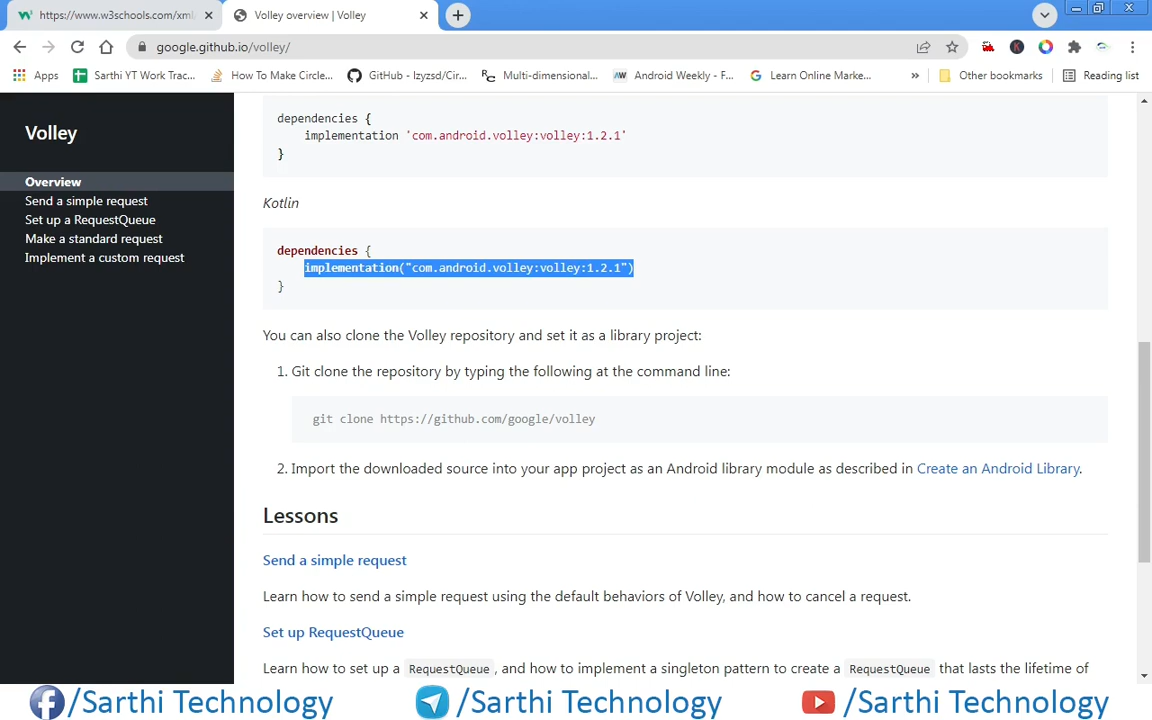 https://www.w3schools.com/xml
Volley overview | Volley
google.github.io/volley/
Apps
Sarthi YT Work Trac...
How To Make Circle...
GitHub - Izyzsd/Cir...
Multi-dimensional...
AW Android Weekly - F...
Learn Online Marke...
»
Other bookmarks
Reading list
Volley
Overview
Send a simple request
Set up a RequestQueue
Make a standard request
Implement a custom request
dependencies {
implementation 'com.android.volley:volley:1.2.1'
}
Kotlin
dependencies {
implementation("com.android.volley:volley:1.2.1")
}
You can also clone the Volley repository and set it as a library project:
1. Git clone the repository by typing the following at the command line:
git clone https://github.com/google/volley
2. Import the downloaded source into your app project as an Android library module as described in Create an Android Library.
Lessons
Send a simple request
Learn how to send a simple request using the default behaviors of Volley, and how to cancel a request.
Set up RequestQueue
Learn how to set up a RequestQueue, and how to implement a singleton pattern to create a RequestQueue that lasts the lifetime of
/Sarthi Technology
/Sarthi Technology
/Sarthi Technology